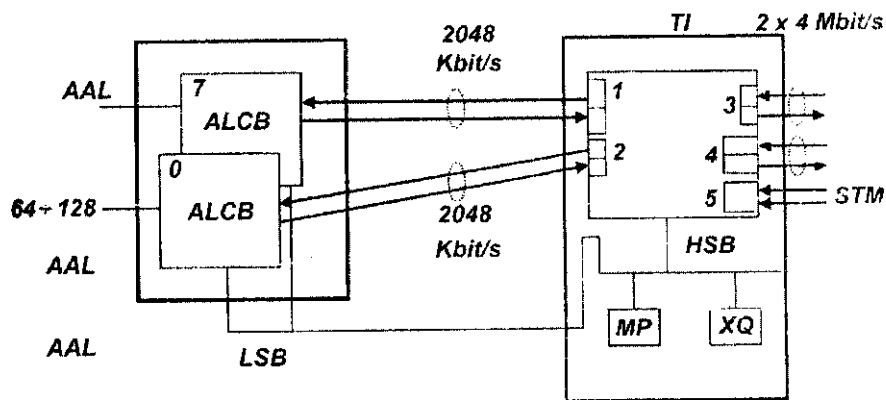 2048
Kbit/s
TI
2 x 4 Mbit/s
7
AAL
ALCB
1
3
0
2
4
64÷128
ALCB
5
STM
2048
Kbit/s
HSB
AAL
MP
XQ
AAL
LSB